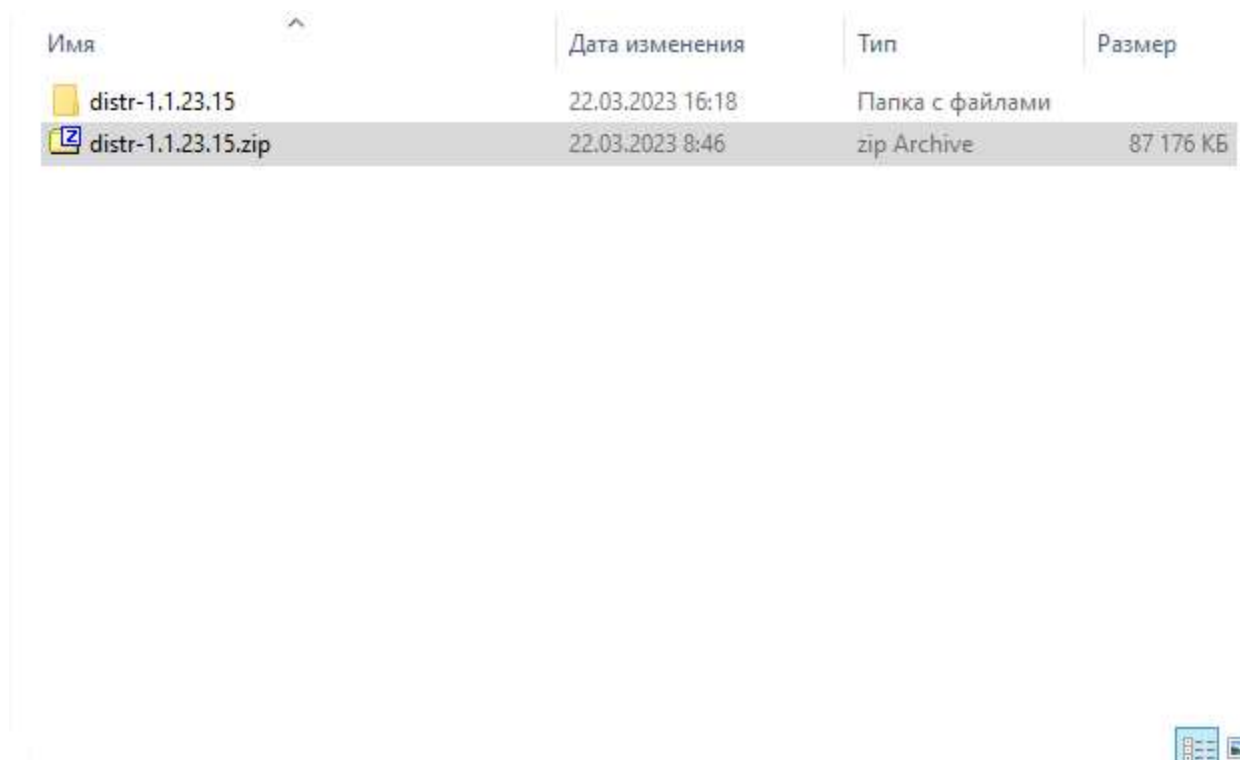 Имя Дата изменения Тип Размер
distr-1.1.23.15 22.03.2023 16:18 Папка с файлами
Z distr-1.1.23.15.zip 22.03.2023 8:46 zip Archive 87 176 КБ